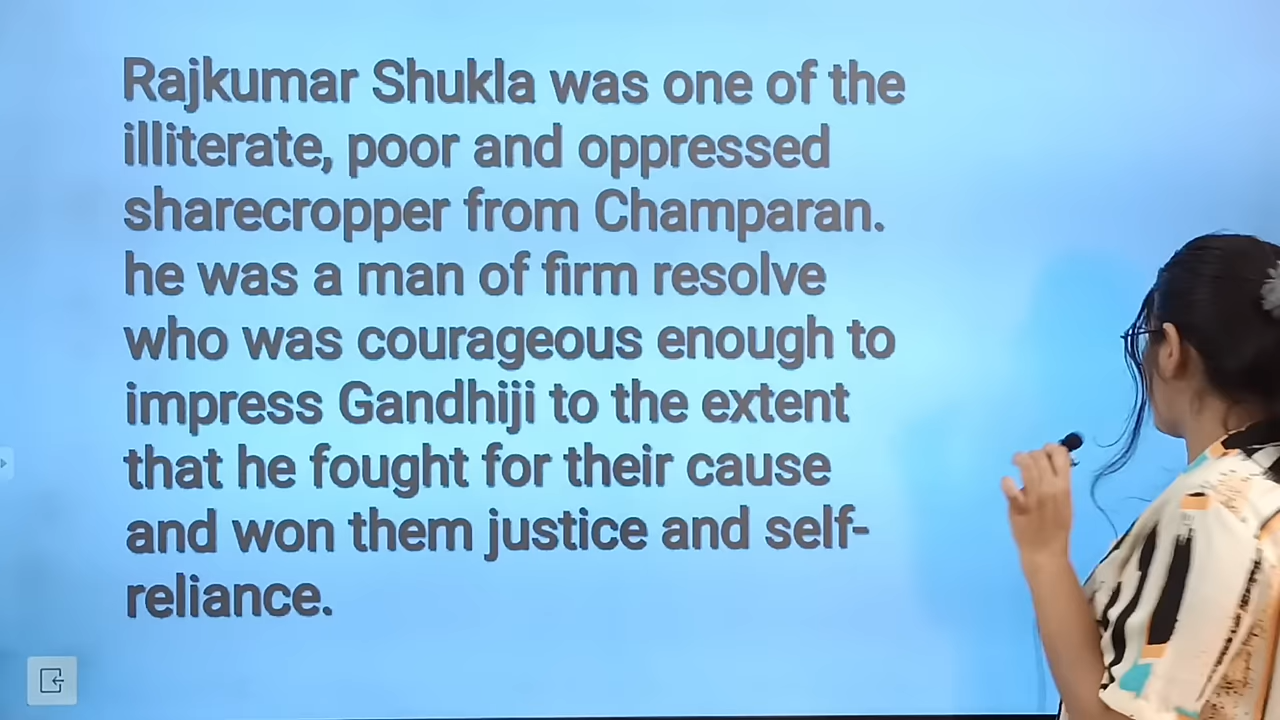 Rajkumar Shukla was one of the
illiterate, poor and oppressed
sharecropper from Champaran.
he was a man of firm resolve
who was courageous enough to
impress Gandhiji to the extent
that he fought for their cause
and won them justice and self-
reliance.